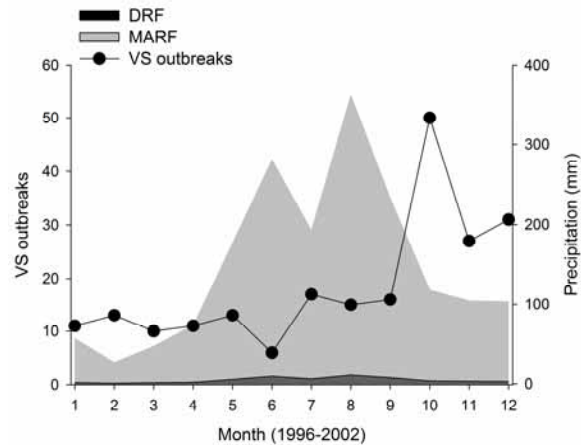 DRF
MARF
VS outbreaks
60
50
40
30
20
10
0
VS outbreaks
400
300
200
100
0
Precipitation (mm)
1 2 3 4 5 6 7 8 9 10 11 12
Month (1996-2002)